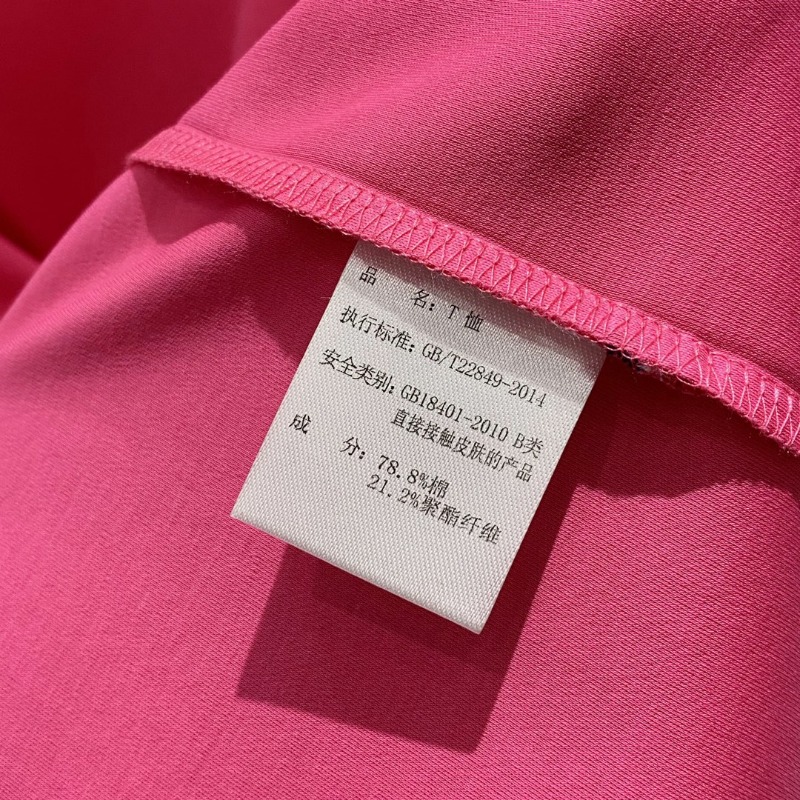 品 名：T恤
执行标准：GB/T22849-2014
安全类别：GB18401-2010 B类
直接接触皮肤的产品
成 分：78.8%棉
21.2%聚酯纤维